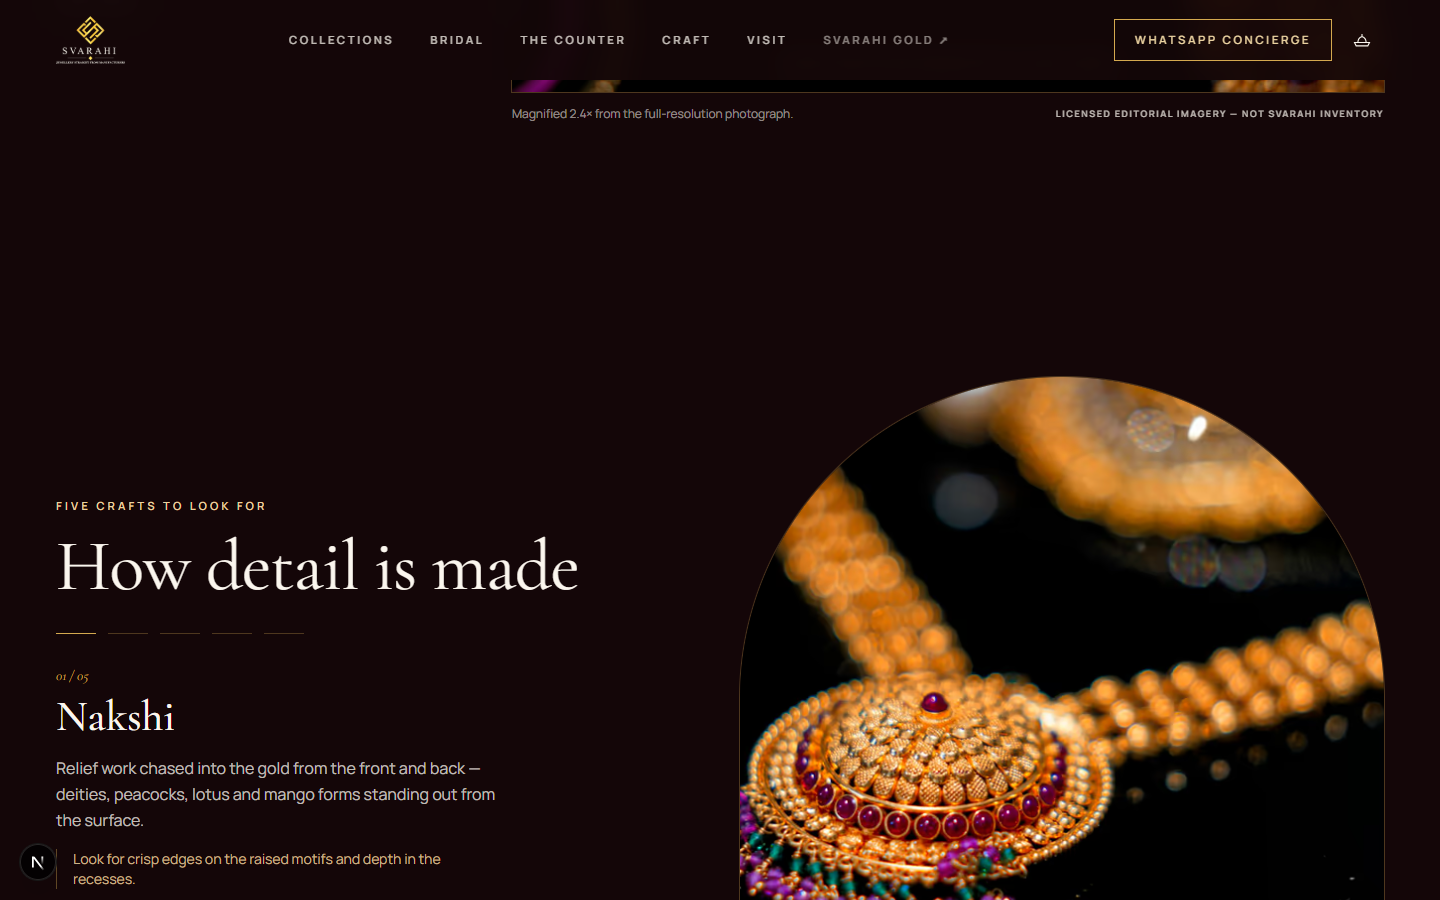 SVARAHI
COLLECTIONS
BRIDAL
THE COUNTER
CRAFT
VISIT
SVARAHI GOLD ↗
WHATSAPP CONCIERGE
Magnified 2.4× from the full-resolution photograph.
LICENSED EDITORIAL IMAGERY — NOT SVARAHI INVENTORY
FIVE CRAFTS TO LOOK FOR
How detail is made
01 / 05
Nakshi
Relief work chased into the gold from the front and back —
deities, peacocks, lotus and mango forms standing out from
the surface.
N
Look for crisp edges on the raised motifs and depth in the
recesses.